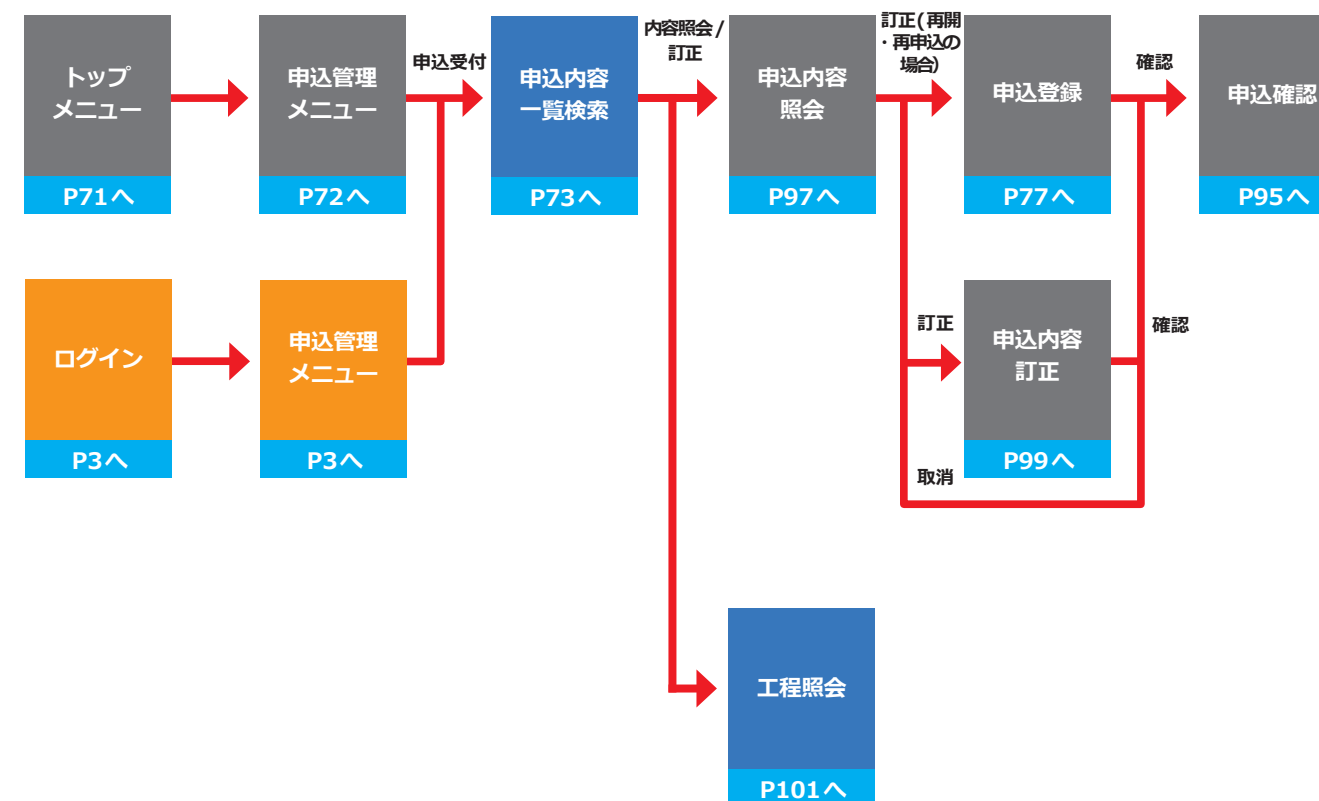 トップ
メニュー
P71へ
申込管理
メニュー
P72へ
申込受付
申込内容
一覧検索
P73へ
内容照会 /
訂正
申込内容
照会
P97へ
訂正(再開
・再申込の
場合)
申込登録
P77へ
確認
申込確認
P95へ
ログイン
P3へ
申込管理
メニュー
P3へ
訂正
申込内容
訂正
P99へ
確認
取消
工程照会
P101へ